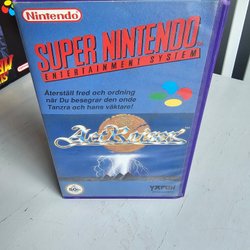 Nintendo
SUPER NINTENDO
ENTERTAINMENT SYSTEM
Återställ fred och ordning
när Du besegrar den onde
Tanzra och hans väktare!
ActRaiser